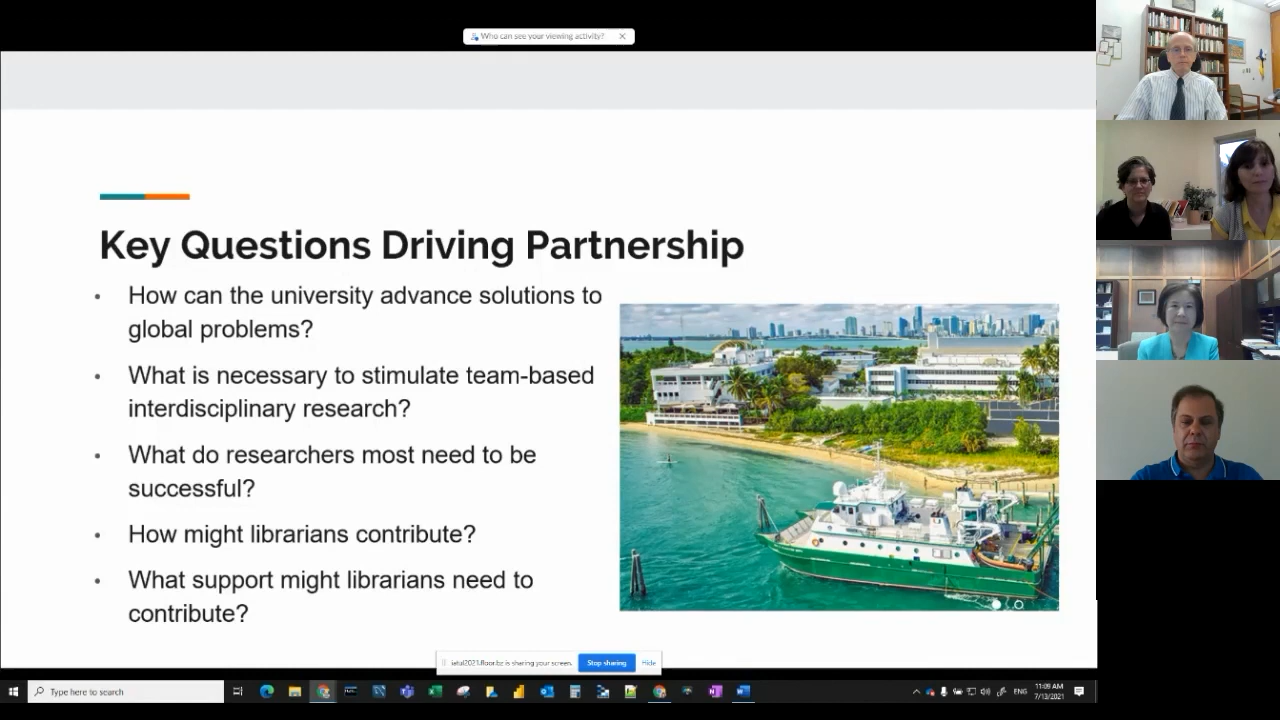 Who can see your viewing activity?
Key Questions Driving Partnership
• How can the university advance solutions to
global problems?
• What is necessary to stimulate team-based
interdisciplinary research?
• What do researchers most need to be
successful?
• How might librarians contribute?
• What support might librarians need to
contribute?
iatul2021.floor.bz is sharing your screen.
Stop sharing
Hide
Type here to search
ENG
11:09 AM
7/13/2021